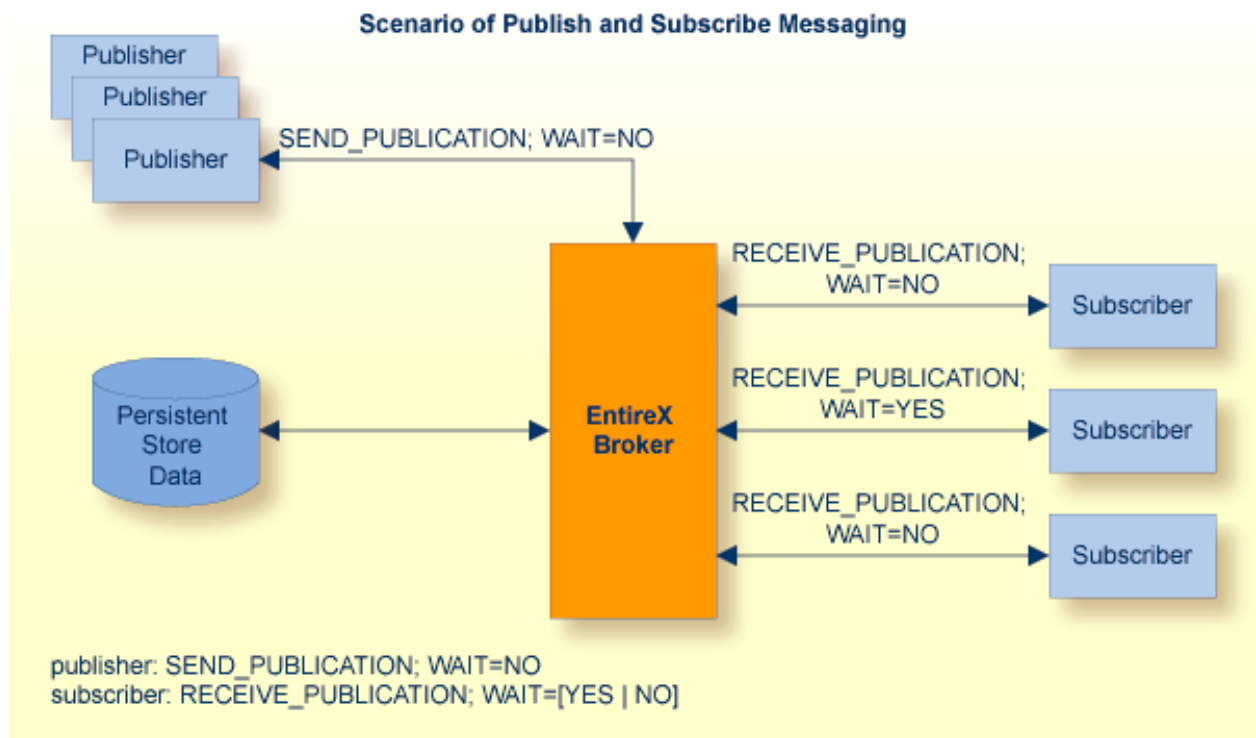 Scenario of Publish and Subscribe Messaging
Publisher
Publisher
Publisher
SEND_PUBLICATION; WAIT=NO
RECEIVE_PUBLICATION;
WAIT=NO
Subscriber
RECEIVE_PUBLICATION;
WAIT=YES
Subscriber
Persistent
Store
Data
EntireX
Broker
RECEIVE_PUBLICATION;
WAIT=NO
Subscriber
publisher: SEND_PUBLICATION; WAIT=NO
subscriber: RECEIVE_PUBLICATION; WAIT=[YES | NO]